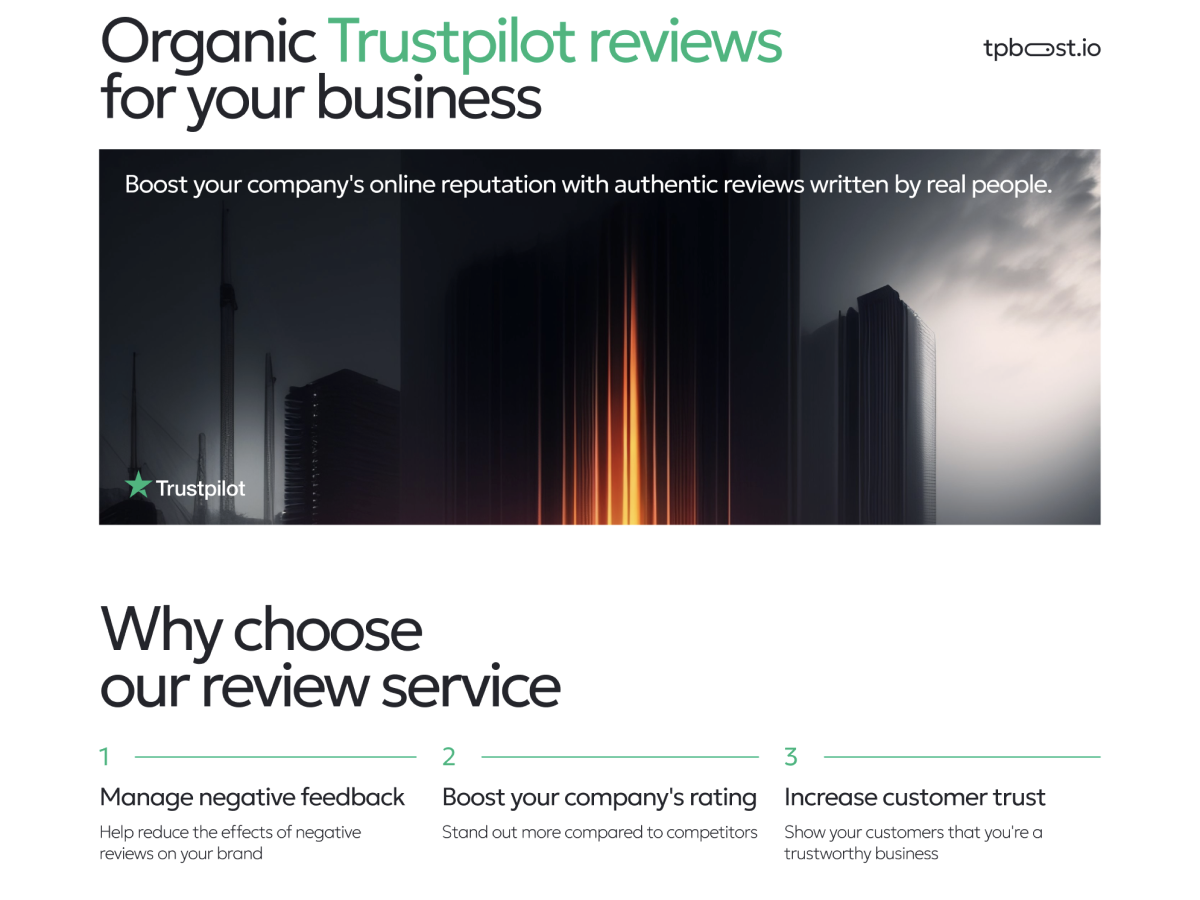 Organic Trustpilot reviews
for your business
tpboost.io
Boost your company's online reputation with authentic reviews written by real people.
Trustpilot
Why choose
our review service
1
Manage negative feedback
Help reduce the effects of negative
reviews on your brand
2
Boost your company's rating
Stand out more compared to competitors
3
Increase customer trust
Show your customers that you're a
trustworthy business